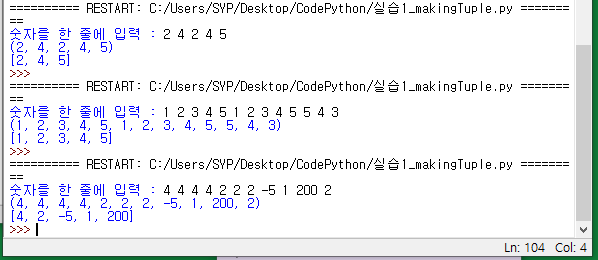 ========== RESTART: C:/Users/SYP/Desktop/CodePython/실습1_makingTuple.py =======
==
숫자를 한 줄에 입력 : 2 4 2 4 5
(2, 4, 2, 4, 5)
[2, 4, 5]
>>>
========== RESTART: C:/Users/SYP/Desktop/CodePython/실습1_makingTuple.py =======
==
숫자를 한 줄에 입력 : 1 2 3 4 5 1 2 3 4 5 5 4 3
(1, 2, 3, 4, 5, 1, 2, 3, 4, 5, 5, 4, 3)
[1, 2, 3, 4, 5]
>>>
========== RESTART: C:/Users/SYP/Desktop/CodePython/실습1_makingTuple.py =======
==
숫자를 한 줄에 입력 : 4 4 4 4 2 2 2 -5 1 200 2
(4, 4, 4, 4, 2, 2, 2, -5, 1, 200, 2)
[4, 2, -5, 1, 200]
>>>
Ln: 104 Col: 4